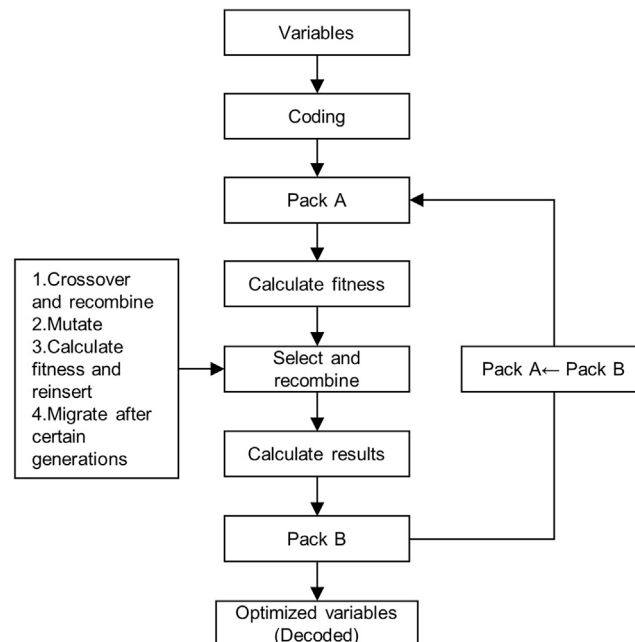 Variables
Coding
Pack A
Calculate fitness
1.Crossover
and recombine
2.Mutate
3.Calculate
fitness and
reinsert
4.Migrate after
certain
generations
Select and
recombine
Pack A← Pack B
Calculate results
Pack B
Optimized variables
(Decoded)